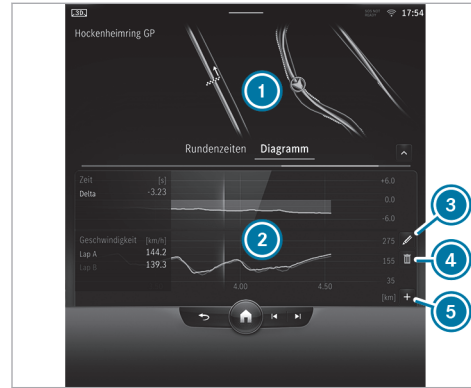 3D
17:54
Hockenheimring GP
1
Rundenzeiten Diagramm
Zeit [s]
Delta -3.23
+6.0
0.0
-6.0
3
2
Geschwindigkeit [km/h]
Lap A 144.2
Lap B 139.3
275
155
35
4
4.00 4.50
[km]
5